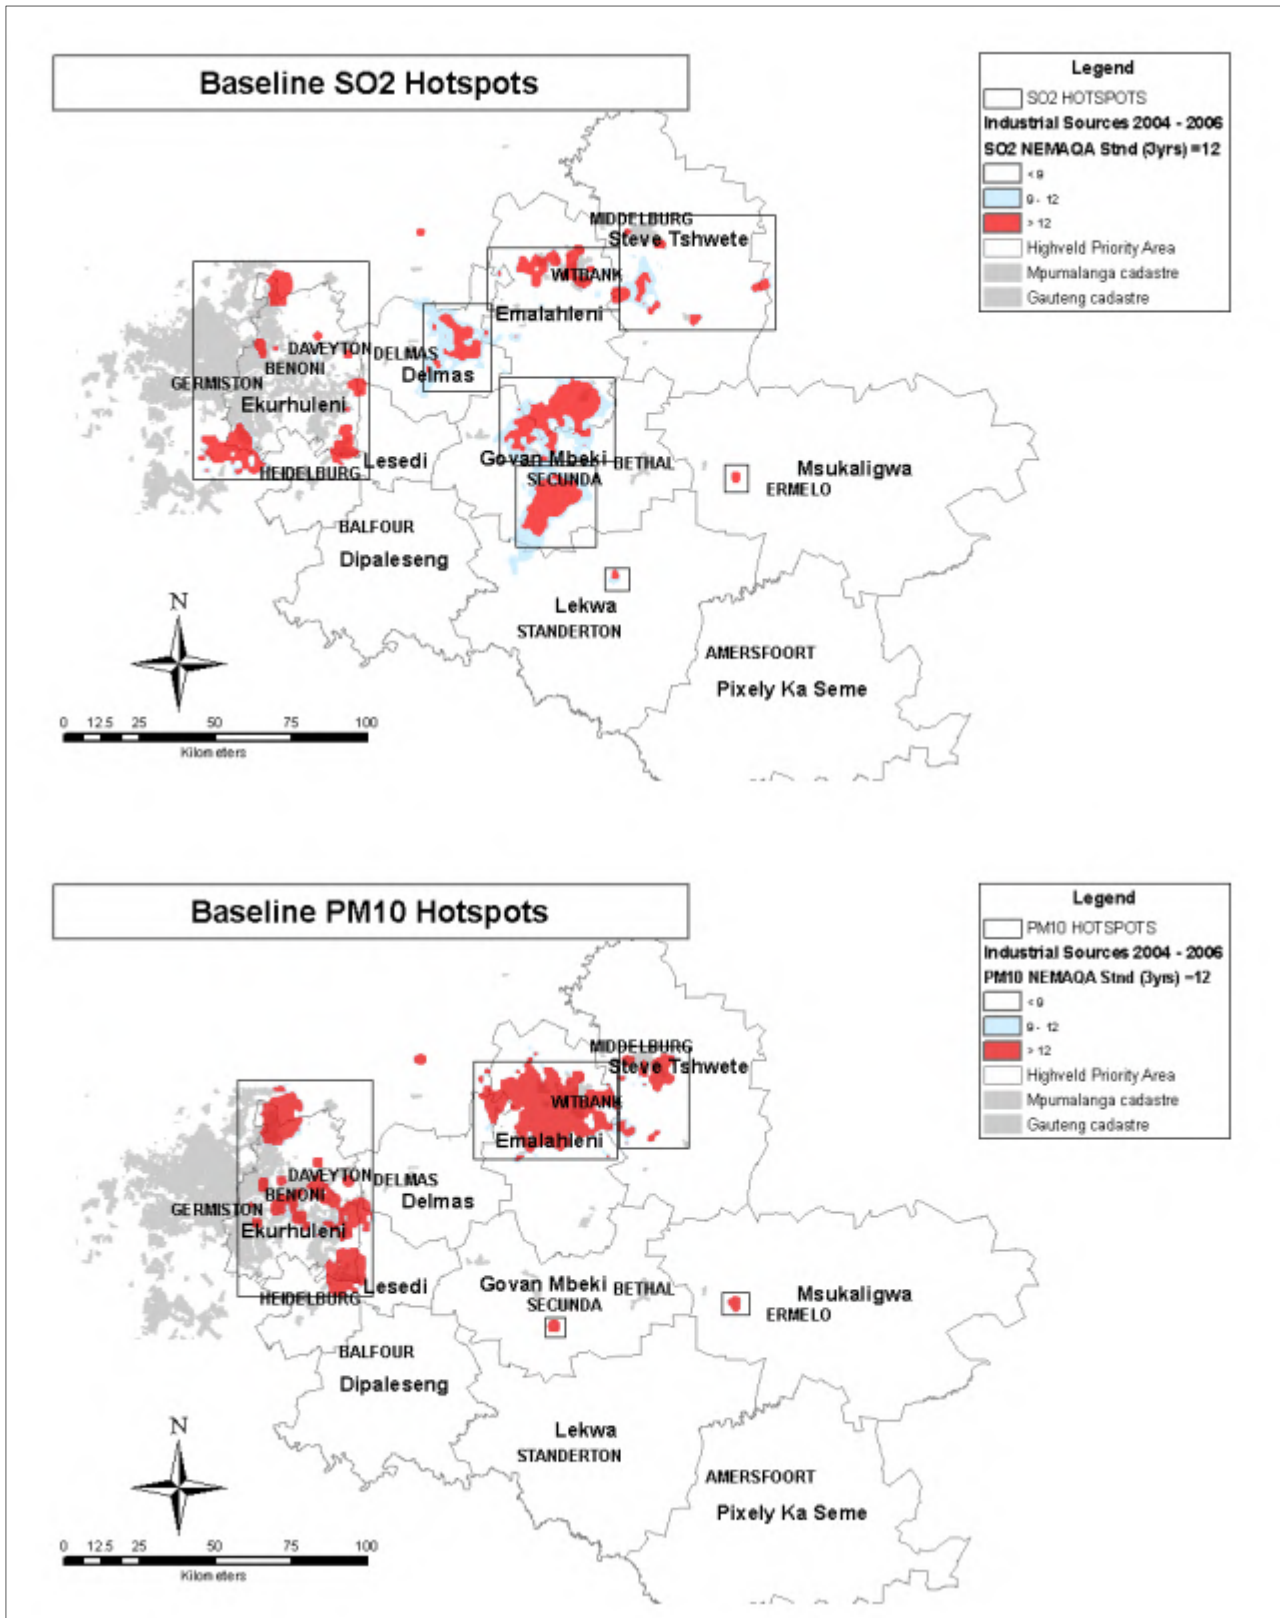 Baseline SO2 Hotspots
Legend
SO2 HOTSPOTS
Industrial Sources 2004 - 2006
SO2 NEMAQA Stnd (3yrs) =12
< 9
9 - 12
> 12
Highveld Priority Area
Mpumalanga cadastre
Gauteng cadastre
MIDDELBURG
Steve Tshwete
WITBANK
Emalahleni
DAVEYTON
DELMAS
BENONI
Delmas
GERMISTON
Ekurhuleni
Lesedi
HEIDELBURG
Govan Mbeki
BETHAL
SECUNDA
Msukaligwa
ERMELO
BALFOUR
Dipaleseng
Lekwa
STANDERTON
AMERSFOORT
Pixely Ka Seme
N
0 12.5 25 50 75 100
Kilometers
Baseline PM10 Hotspots
Legend
PM10 HOTSPOTS
Industrial Sources 2004 - 2006
PM10 NEMAQA Stnd (3yrs) =12
< 9
9 - 12
> 12
Highveld Priority Area
Mpumalanga cadastre
Gauteng cadastre
MIDDELBURG
Steve Tshwete
WITBANK
Emalahleni
DAVEYTON
DELMAS
BENONI
Delmas
GERMISTON
Ekurhuleni
Lesedi
HEIDELBURG
Govan Mbeki
BETHAL
SECUNDA
Msukaligwa
ERMELO
BALFOUR
Dipaleseng
Lekwa
STANDERTON
AMERSFOORT
Pixely Ka Seme
N
0 12.5 25 50 75 100
Kilometers